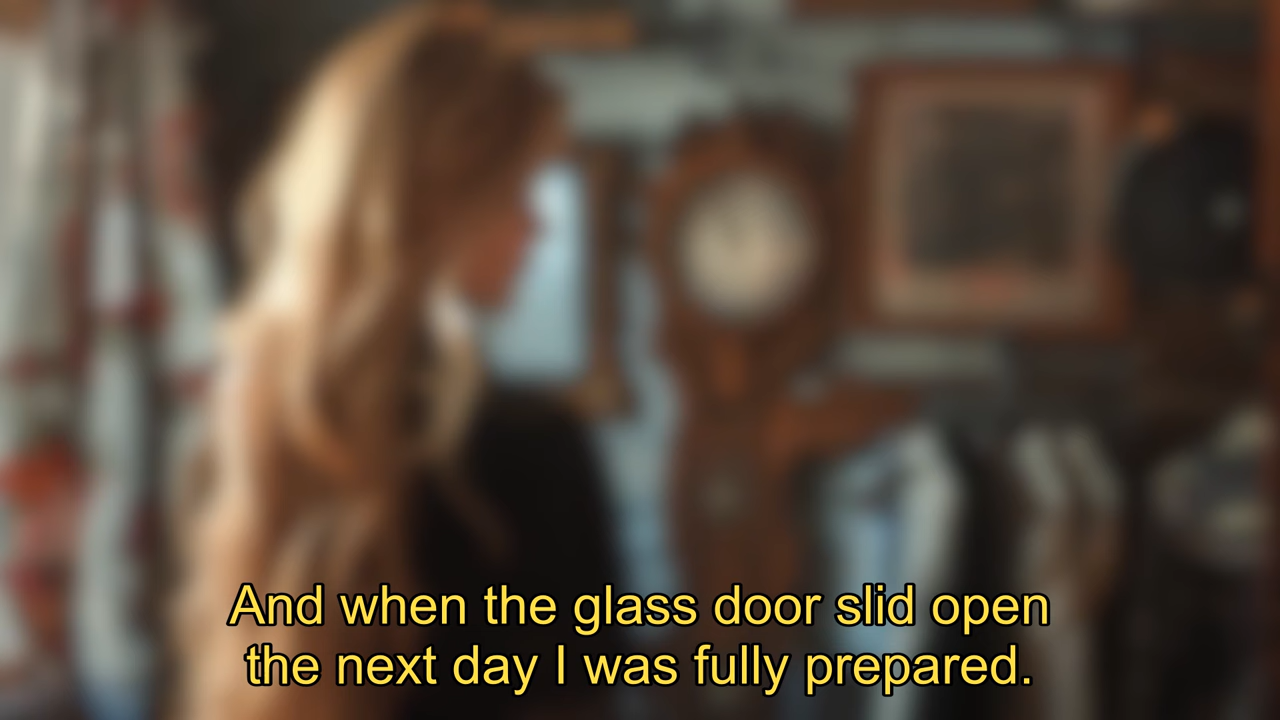 And when the glass door slid open
the next day I was fully prepared.